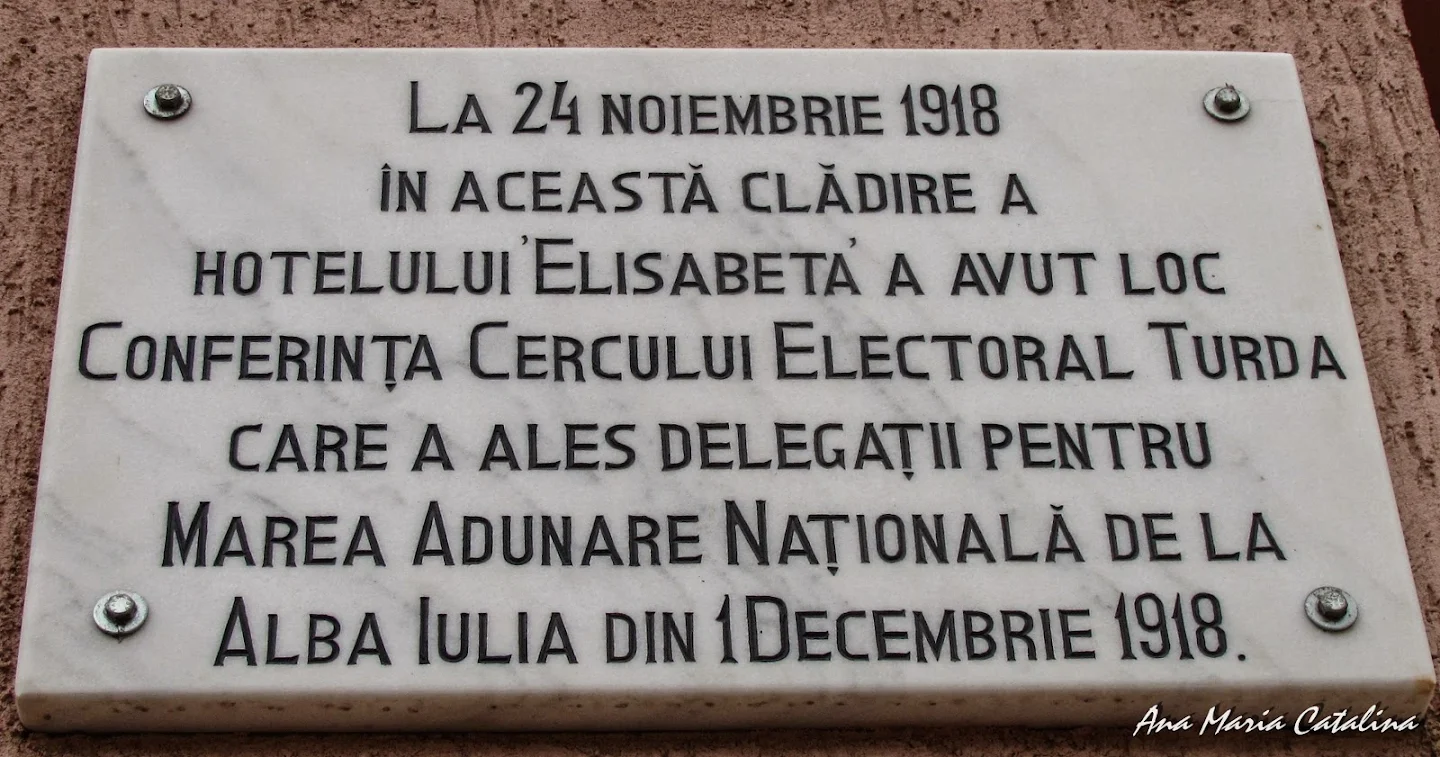 La 24 noiembrie 1918
în această clădire a
hotelului 'Elisabeta' a avut loc
Conferința Cercului Electoral Turda
care a ales delegații pentru
Marea Adunare Națională de la
Alba Iulia din 1 Decembrie 1918.
Ana Maria Catalina